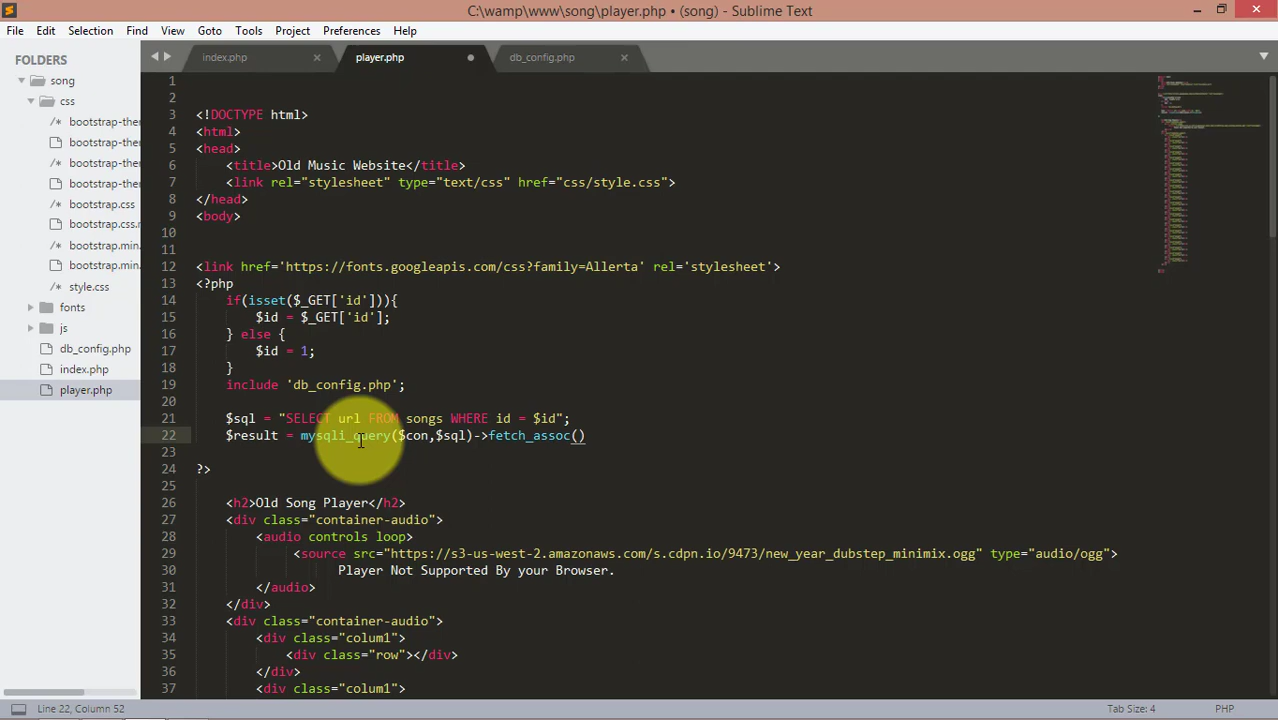 C:\wamp\www\song\player.php • (song) - Sublime Text
File Edit Selection Find View Goto Tools Project Preferences Help
FOLDERS
song
css
/* bootstrap-ther
bootstrap-ther
/* bootstrap-ther
bootstrap-ther
/* bootstrap.css
bootstrap.css.r
/* bootstrap.min.
bootstrap.min.
/* style.css
fonts
js
db_config.php
index.php
player.php
index.php player.php db_config.php
1
2
3 <!DOCTYPE html>
4 <html>
5 <head>
6 <title>Old Music Website</title>
7 <link rel="stylesheet" type="text/css" href="css/style.css">
8 </head>
9 <body>
10
11
12 <link href='https://fonts.googleapis.com/css?family=Allerta' rel='stylesheet'>
13 <?php
14 if(isset($_GET['id'])){
15 $id = $_GET['id'];
16 } else {
17 $id = 1;
18 }
19 include 'db_config.php';
20
21 $sql = "SELECT url FROM songs WHERE id = $id";
22 $result = mysqli_query($con,$sql)->fetch_assoc()
23
24 ?>
25
26 <h2>Old Song Player</h2>
27 <div class="container-audio">
28 <audio controls loop>
29 <source src="https://s3-us-west-2.amazonaws.com/s.cdpn.io/9473/new_year_dubstep_minimix.ogg" type="audio/ogg">
30 Player Not Supported By your Browser.
31 </audio>
32 </div>
33 <div class="container-audio">
34 <div class="colum1">
35 <div class="row"></div>
36 </div>
37 <div class="colum1">
Line 22, Column 52 Tab Size: 4 PHP